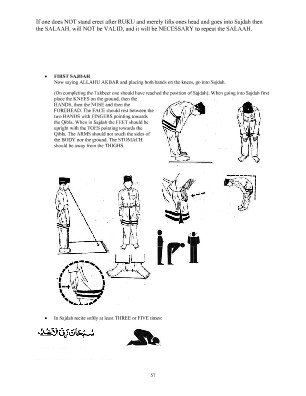 If one does NOT stand erect after RUKU and merely lifts ones head and goes into Sajdah then
the SALAAH. will NOT be VALID, and it will be NECESSARY to repeat the SALAAH.
• FIRST SAJDAH
Now saying ALLAHU AKBAR and placing both hands on the knees, go into Sajdah.
(On completing the Takbeer one should have reached the position of Sajdah). When going into Sajdah first
place the KNEES on the ground, then the
HANDS, then the NOSE and then the
FOREHEAD. The FACE should rest between the
two HANDS with FINGERS pointing towards
the Qibla. When in Sajdah the FEET should be
upright with the TOES pointing towards the
Qibla. The ARMS should not touch the sides of
the BODY nor the ground. The STOMACH
should be away from the THIGHS.
• In Sajdah recite softly at least THREE or FIVE times:
سُبْحَانَ رَبِّيَ الْأَعْلَىٰ
57